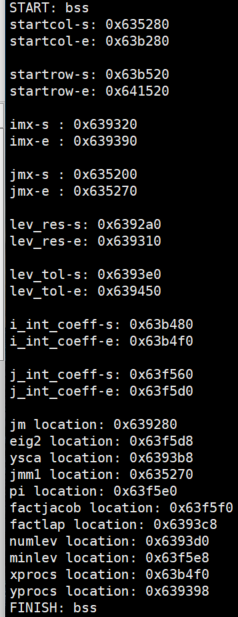 START: bss
startcol-s: 0x635280
startcol-e: 0x63b280
startrow-s: 0x63b520
startrow-e: 0x641520
imx-s : 0x639320
imx-e : 0x639390
jmx-s : 0x635200
jmx-e : 0x635270
lev_res-s: 0x6392a0
lev_res-e: 0x639310
lev_tol-s: 0x6393e0
lev_tol-e: 0x639450
i_int_coeff-s: 0x63b480
i_int_coeff-e: 0x63b4f0
j_int_coeff-s: 0x63f560
j_int_coeff-e: 0x63f5d0
jm location: 0x639280
eig2 location: 0x63f5d8
ysca location: 0x6393b8
jmm1 location: 0x635270
pi location: 0x63f5e0
factjacob location: 0x63f5f0
factlap location: 0x6393c8
numlev location: 0x6393d0
minlev location: 0x63f5e8
xprocs location: 0x63b4f0
yprocs location: 0x639398
FINISH: bss